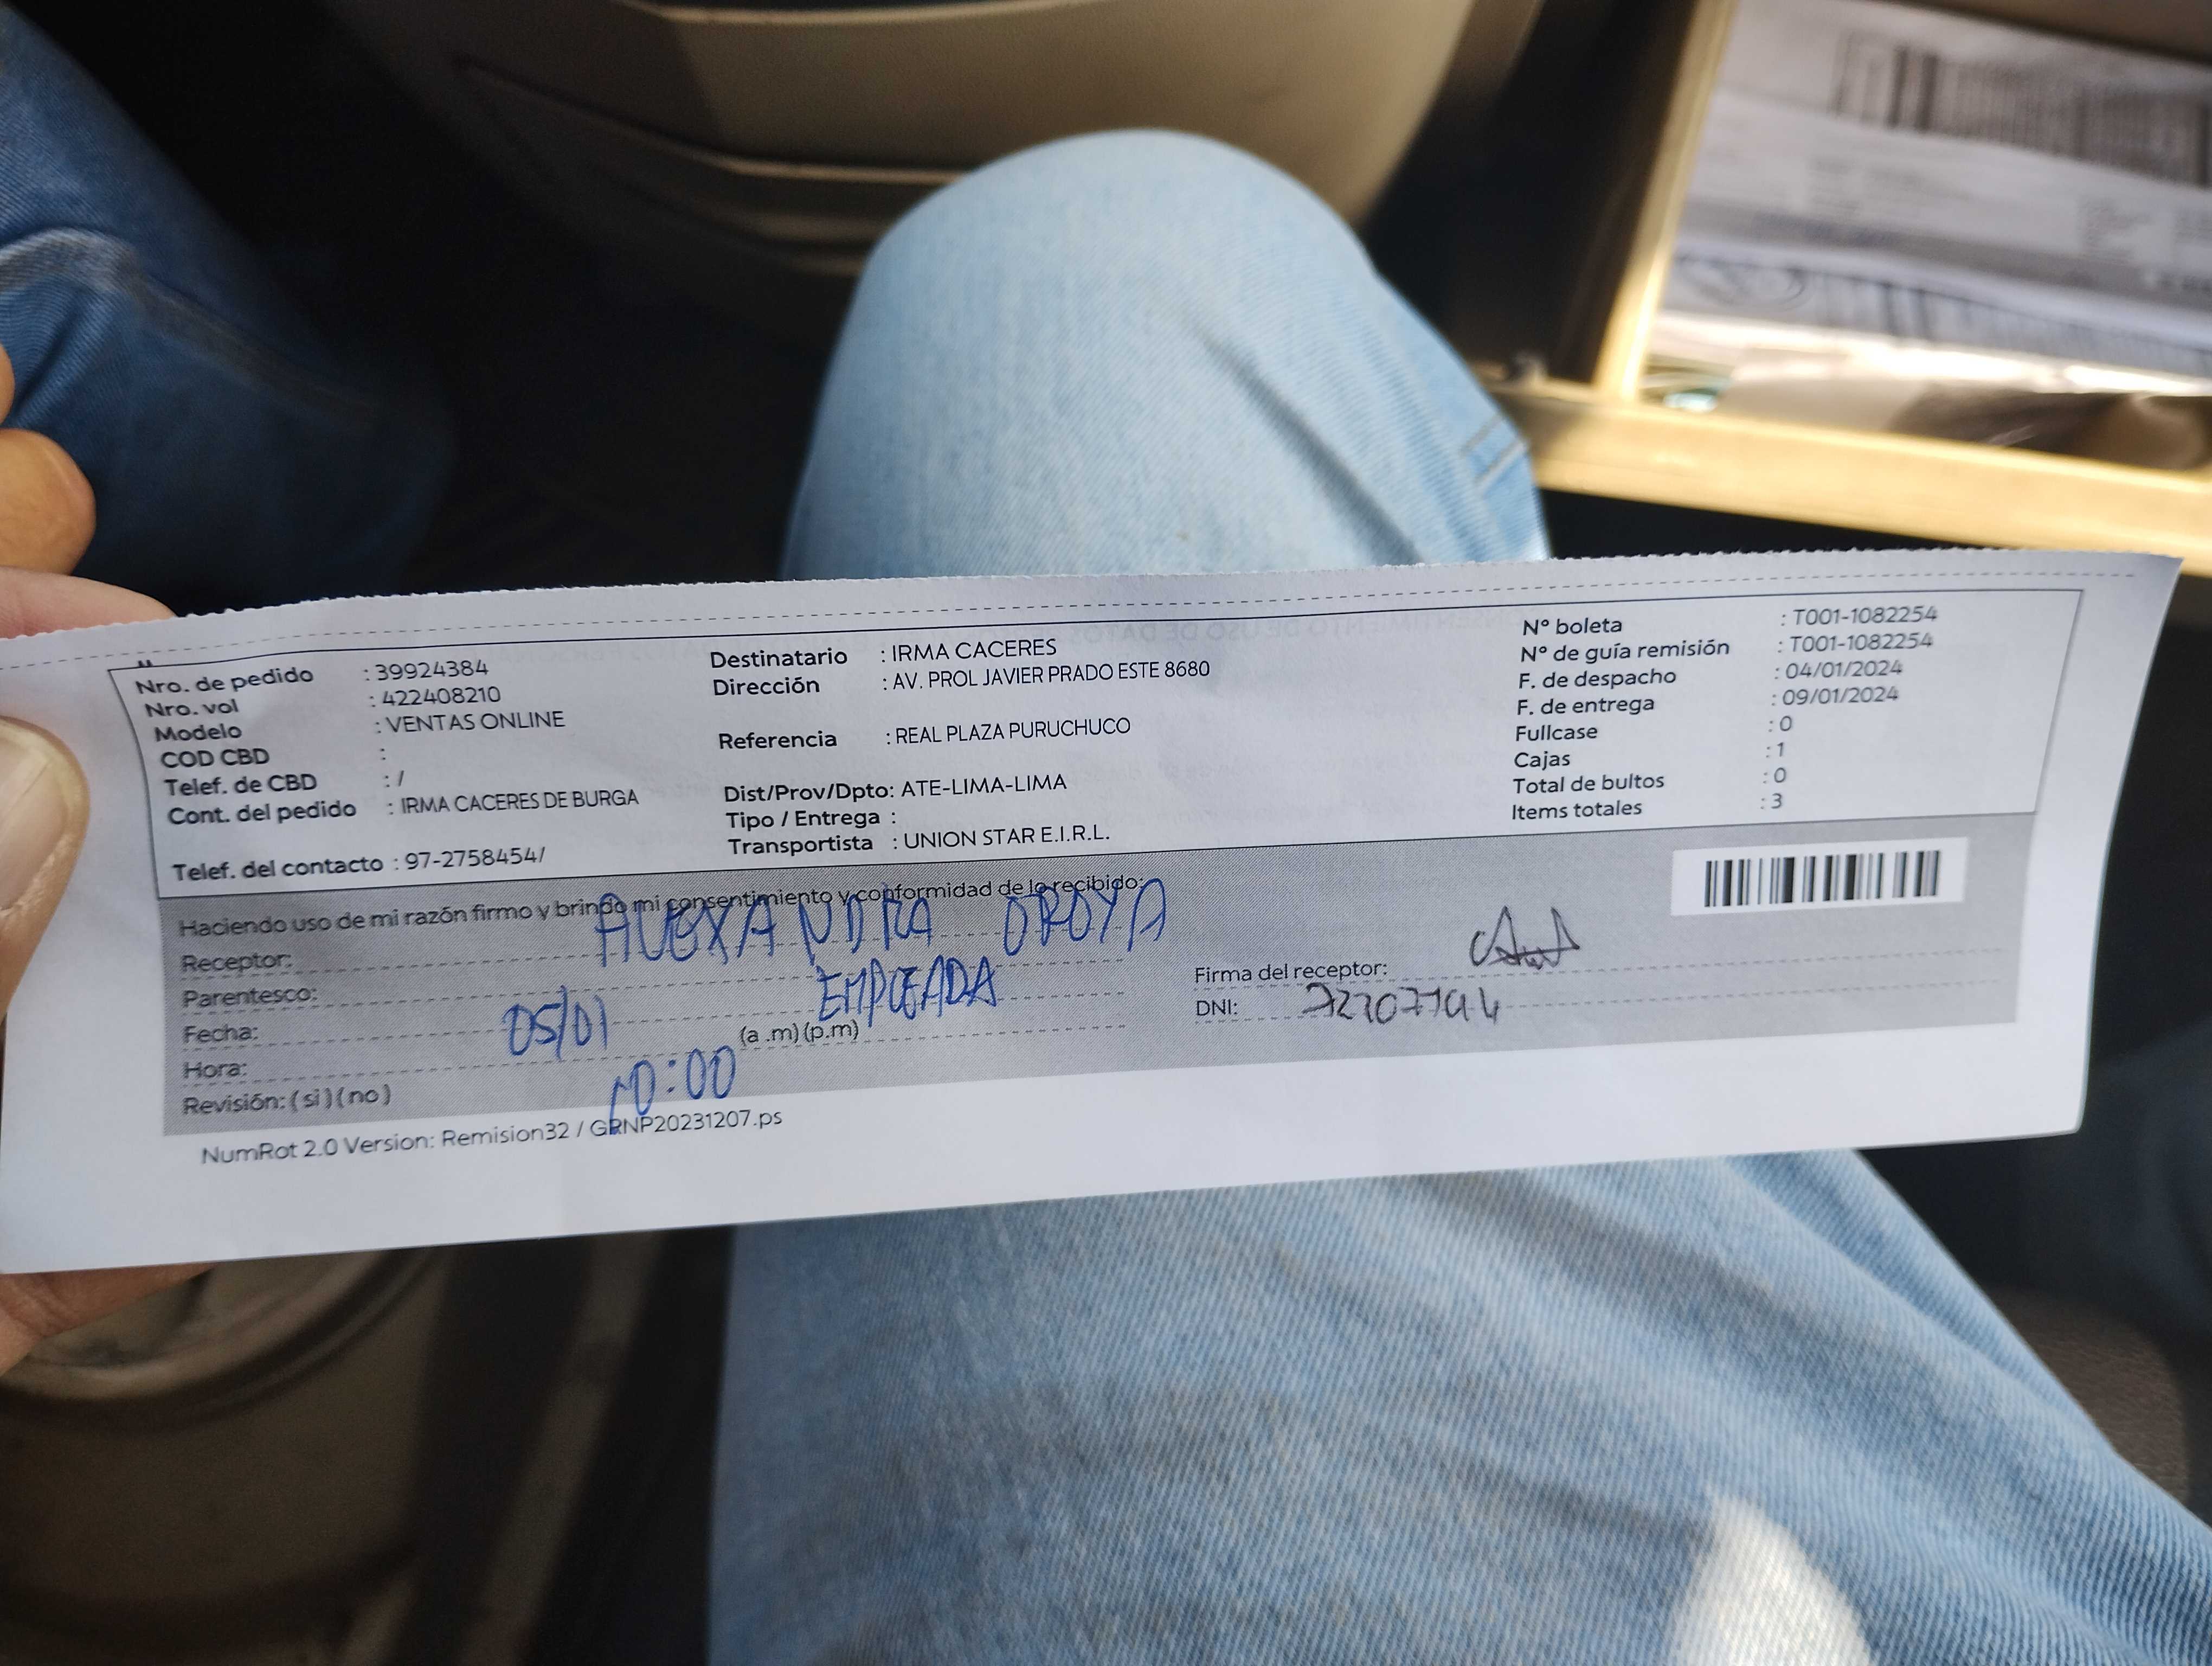 Nro. de pedido : 39924384
Nro. vol : 422408210
Modelo : VENTAS ONLINE
COD CBD :
Telef. de CBD : /
Cont. del pedido : IRMA CACERES DE BURGA
Telef. del contacto : 97-2758454/
Destinatario : IRMA CACERES
Dirección : AV. PROL JAVIER PRADO ESTE 8680
Referencia : REAL PLAZA PURUCHUCO
Dist/Prov/Dpto: ATE-LIMA-LIMA
Tipo / Entrega :
Transportista : UNION STAR E.I.R.L.
N° boleta : T001-1082254
N° de guía remisión : T001-1082254
F. de despacho : 04/01/2024
F. de entrega : 09/01/2024
Fullcase : 0
Cajas : 1
Total de bultos : 0
Items totales : 3
Haciendo uso de mi razón firmo y brindo mi consentimiento y conformidad de lo recibido:
Receptor: ALEXANDRA OROYA
Parentesco: EMPLEADA
Fecha: 05/01
Hora: 10:00 (a .m) (p.m)
Revisión: ( si ) ( no )
Firma del receptor:
DNI:
NumRot 2.0 Version: Remision32 / GRNP20231207.ps